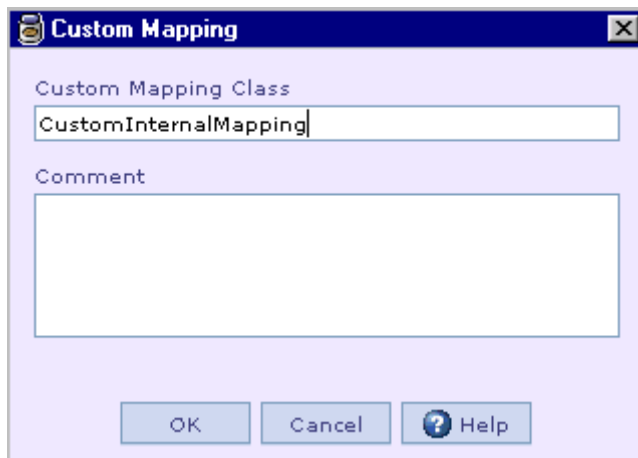 Custom Mapping
Custom Mapping Class
CustomInternalMapping
Comment
OK
Cancel
Help